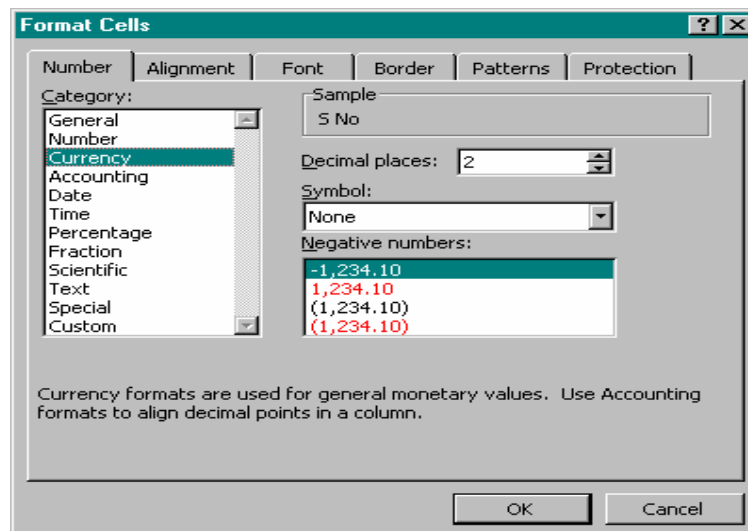 Format Cells ? X
Number Alignment Font Border Patterns Protection
Category:
General
Number
Currency
Accounting
Date
Time
Percentage
Fraction
Scientific
Text
Special
Custom
Sample
S No
Decimal places: 2
Symbol:
None
Negative numbers:
-1,234.10
1,234.10
(1,234.10)
(1,234.10)
Currency formats are used for general monetary values.  Use Accounting
formats to align decimal points in a column.
OK Cancel